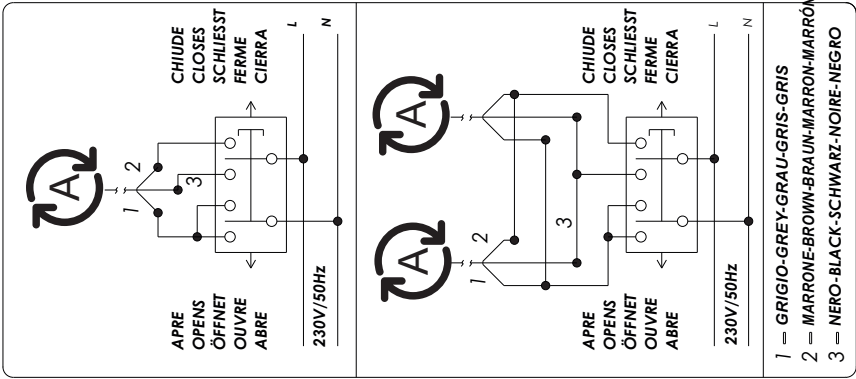 A
1
2
3
APRE
OPENS
ÖFFNET
OUVRE
ABRE
CHIUDE
CLOSES
SCHLIESST
FERME
CIERRA
L
N
230V/50Hz
A
A
1
2
3
APRE
OPENS
ÖFFNET
OUVRE
ABRE
CHIUDE
CLOSES
SCHLIESST
FERME
CIERRA
L
N
230V/50Hz
1 = GRIGIO-GREY-GRAU-GRIS-GRIS
2 = MARRONE-BROWN-BRAUN-MARRON-MARRÓN
3 = NERO-BLACK-SCHWARZ-NOIRE-NEGRO